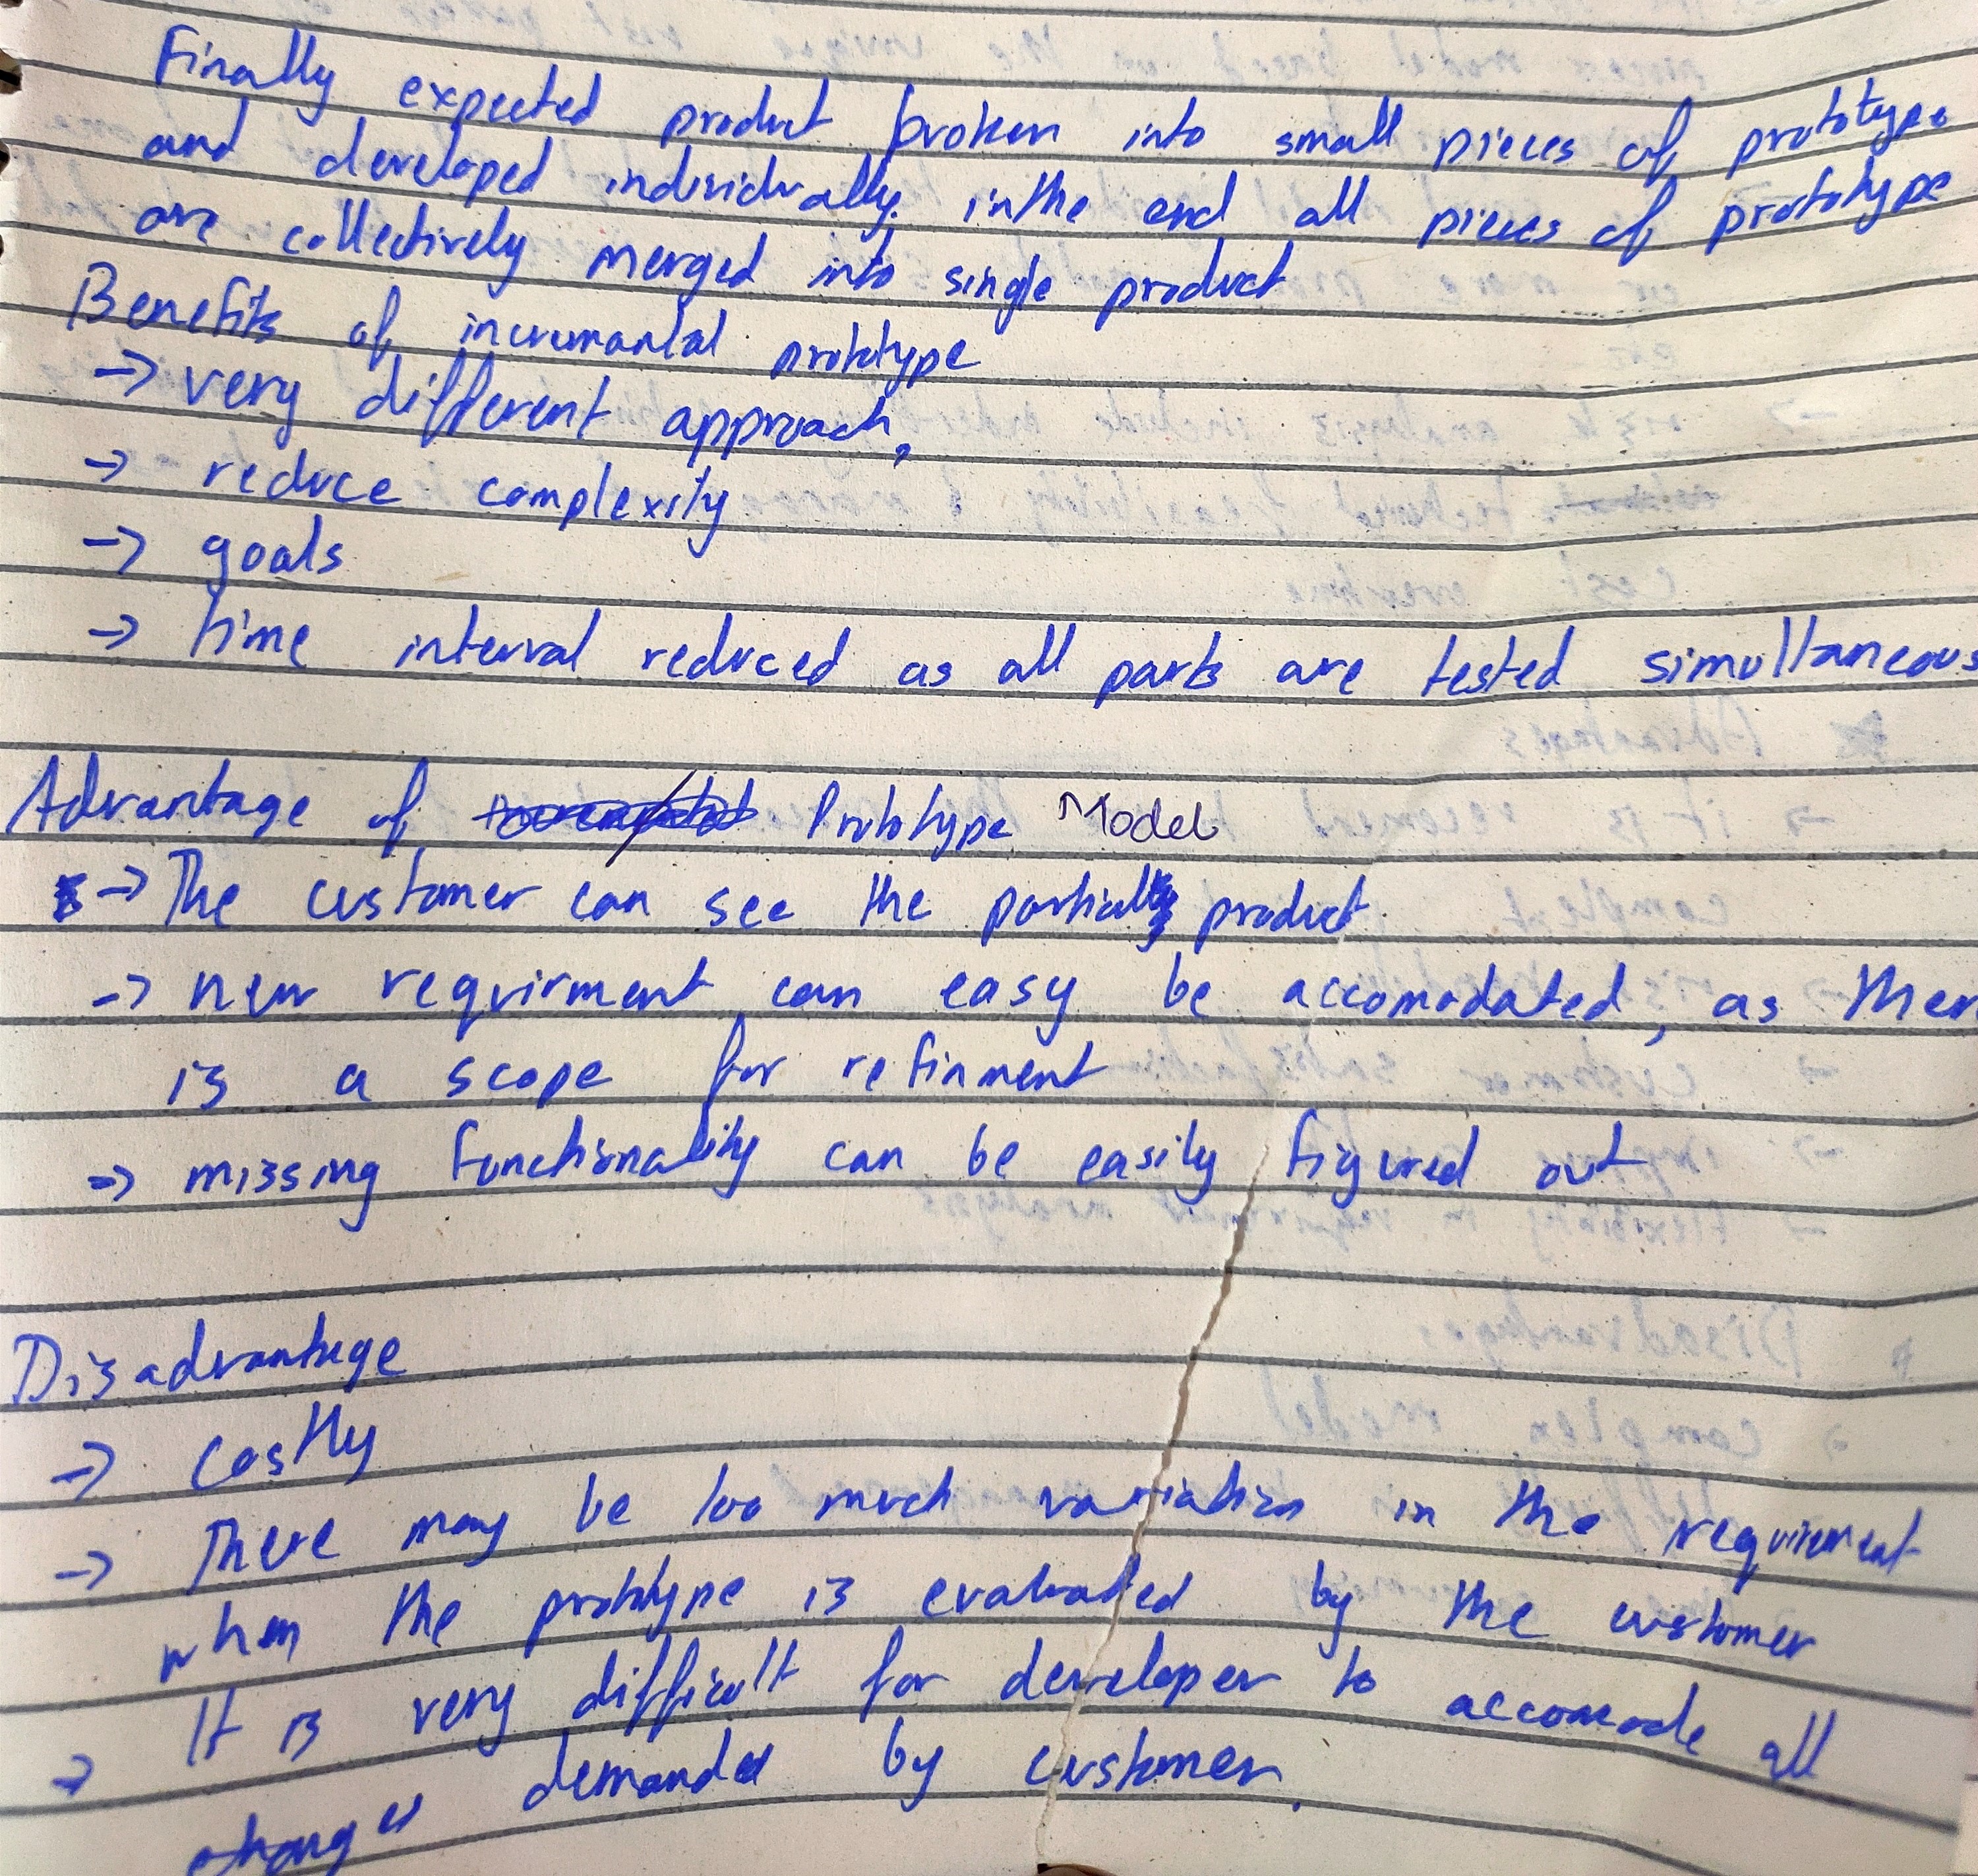 Finally expected product broken into small pieces of prototype
and developed individually. in the end all pieces of prototype
are collectively merged into single product
Benefits of incremantal prototype
→ very different approach,
→ reduce complexity
→ goals
→ time interval reduced as all parts are tested simultaneous
Advantage of Prototype Model
→ The customer can see the partially product
→ new requirment can easy be accomodated, as ther
is a scope for refinment
→ missing functionality can be easily figured out
Disadvantage
→ costly
→ There may be too much variation in the requirement
when the prototype is evaluated by the customer
→ It is very difficult for developer to accomode all
changes demanded by customer.